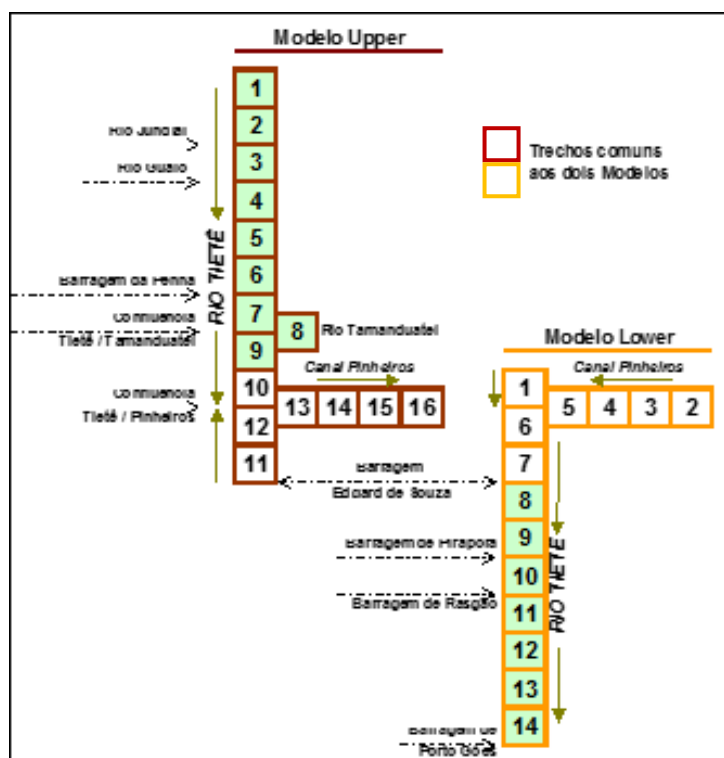 Modelo Upper
1
2
3
4
5
6
7
8
9
10
12
11
13 14 15 16
Rio Jundiaí
Rio Guaio
Barragem da Penha
Confluencia
Tietê / Tamanduateí
Confluencia
Tietê / Pinheiros
RIO TIETÊ
Rio Tamanduateí
Canal Pinheiros
Trechos comuns
aos dois Modelos
Modelo Lower
Canal Pinheiros
1
5 4 3 2
6
7
8
9
10
11
12
13
14
Barragem
Edgard de Souza
Barragem de Pirapora
Barragem de Rasgão
RIO TIETÊ
Barragem de
Porto Góes